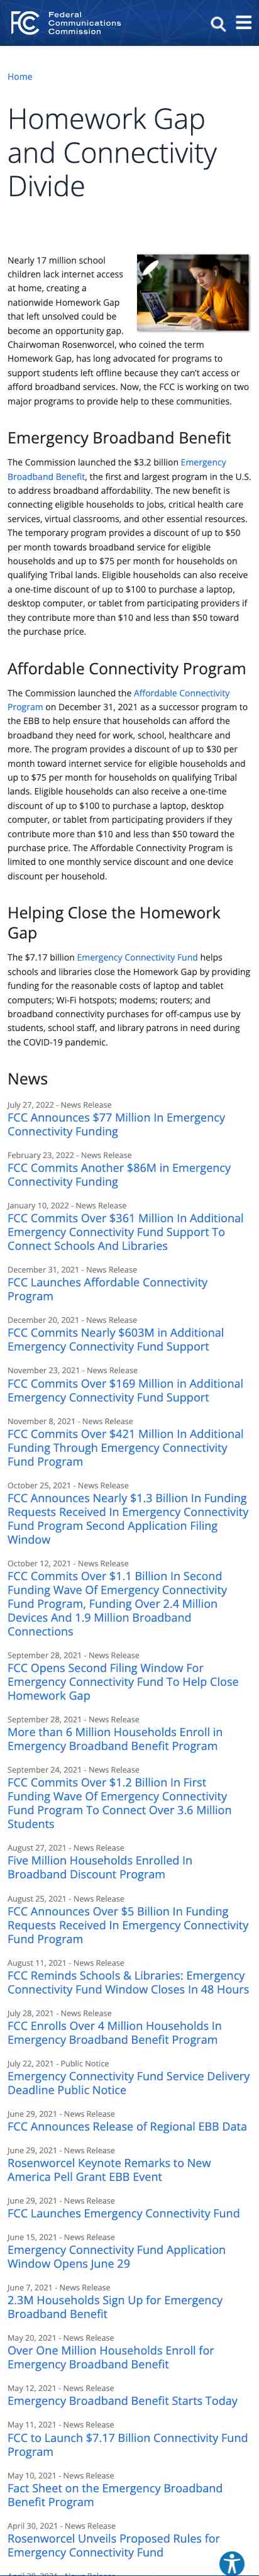 Federal
Communications
Commission
Home
Homework Gap
and Connectivity
Divide
Nearly 17 million school
children lack internet access
at home, creating a
nationwide Homework Gap
that left unsolved could be
become an opportunity gap.
Chairwoman Rosenworcel, who coined the term
Homework Gap, has long advocated for programs to
support students left offline because they can't access or
afford broadband services. Now, the FCC is working on two
major programs to provide help to these communities.
Emergency Broadband Benefit
The Commission launched the $3.2 billion Emergency
Broadband Benefit, the first and largest program in the U.S.
to address broadband affordability. The new benefit is
connecting eligible households to jobs, critical health care
services, virtual classrooms, and other essential resources.
The temporary program provides a discount of up to $50
per month towards broadband service for eligible
households and up to $75 per month for households on
qualifying Tribal lands. Eligible households can also receive
a one-time discount of up to $100 to purchase a laptop,
desktop computer, or tablet from participating providers if
they contribute more than $10 and less than $50 toward
the purchase price.
Affordable Connectivity Program
The Commission launched the Affordable Connectivity
Program on December 31, 2021 as a successor program to
the EBB to help ensure that households can afford the
broadband they need for work, school, healthcare and
more. The program provides a discount of up to $30 per
month toward internet service for eligible households and
up to $75 per month for households on qualifying Tribal
lands. Eligible households can also receive a one-time
discount of up to $100 to purchase a laptop, desktop
computer, or tablet from participating providers if they
contribute more than $10 and less than $50 toward the
purchase price. The Affordable Connectivity Program is
limited to one monthly service discount and one device
discount per household.
Helping Close the Homework
Gap
The $7.17 billion Emergency Connectivity Fund helps
schools and libraries close the Homework Gap by providing
funding for the reasonable costs of laptop and tablet
computers; Wi-Fi hotspots; modems; routers; and
broadband connectivity purchases for off-campus use by
students, school staff, and library patrons in need during
the COVID-19 pandemic.
News
July 27, 2022 - News Release
FCC Announces $77 Million In Emergency
Connectivity Funding
February 23, 2022 - News Release
FCC Commits Another $86M in Emergency
Connectivity Funding
January 10, 2022 - News Release
FCC Commits Over $361 Million In Additional
Emergency Connectivity Fund Support To
Connect Schools And Libraries
December 31, 2021 - News Release
FCC Launches Affordable Connectivity
Program
December 20, 2021 - News Release
FCC Commits Nearly $603M in Additional
Emergency Connectivity Fund Support
November 23, 2021 - News Release
FCC Commits Over $169 Million in Additional
Emergency Connectivity Fund Support
November 8, 2021 - News Release
FCC Commits Over $421 Million In Additional
Funding Through Emergency Connectivity
Fund Program
October 25, 2021 - News Release
FCC Announces Nearly $1.3 Billion In Funding
Requests Received In Emergency Connectivity
Fund Program Second Application Filing
Window
October 12, 2021 - News Release
FCC Commits Over $1.1 Billion In Second
Funding Wave Of Emergency Connectivity
Fund Program, Funding Over 2.4 Million
Devices And 1.9 Million Broadband
Connections
September 28, 2021 - News Release
FCC Opens Second Filing Window For
Emergency Connectivity Fund To Help Close
Homework Gap
September 28, 2021 - News Release
More than 6 Million Households Enroll in
Emergency Broadband Benefit Program
September 24, 2021 - News Release
FCC Commits Over $1.2 Billion In First
Funding Wave Of Emergency Connectivity
Fund Program To Connect Over 3.6 Million
Students
August 27, 2021 - News Release
Five Million Households Enrolled In
Broadband Discount Program
August 25, 2021 - News Release
FCC Announces Over $5 Billion In Funding
Requests Received In Emergency Connectivity
Fund Program
August 11, 2021 - News Release
FCC Reminds Schools & Libraries: Emergency
Connectivity Fund Window Closes In 48 Hours
July 28, 2021 - News Release
FCC Enrolls Over 4 Million Households In
Emergency Broadband Benefit Program
July 22, 2021 - Public Notice
Emergency Connectivity Fund Service Delivery
Deadline Public Notice
June 29, 2021 - News Release
FCC Announces Release of Regional EBB Data
June 29, 2021 - News Release
Rosenworcel Keynote Remarks to New
America Pell Grant EBB Event
June 29, 2021 - News Release
FCC Launches Emergency Connectivity Fund
June 15, 2021 - News Release
Emergency Connectivity Fund Application
Window Opens June 29
June 7, 2021 - News Release
2.3M Households Sign Up for Emergency
Broadband Benefit
May 20, 2021 - News Release
Over One Million Households Enroll for
Emergency Broadband Benefit
May 12, 2021 - News Release
Emergency Broadband Benefit Starts Today
May 11, 2021 - News Release
FCC to Launch $7.17 Billion Connectivity Fund
Program
May 10, 2021 - News Release
Fact Sheet on the Emergency Broadband
Benefit Program
April 30, 2021 - News Release
Rosenworcel Unveils Proposed Rules for
Emergency Connectivity Fund